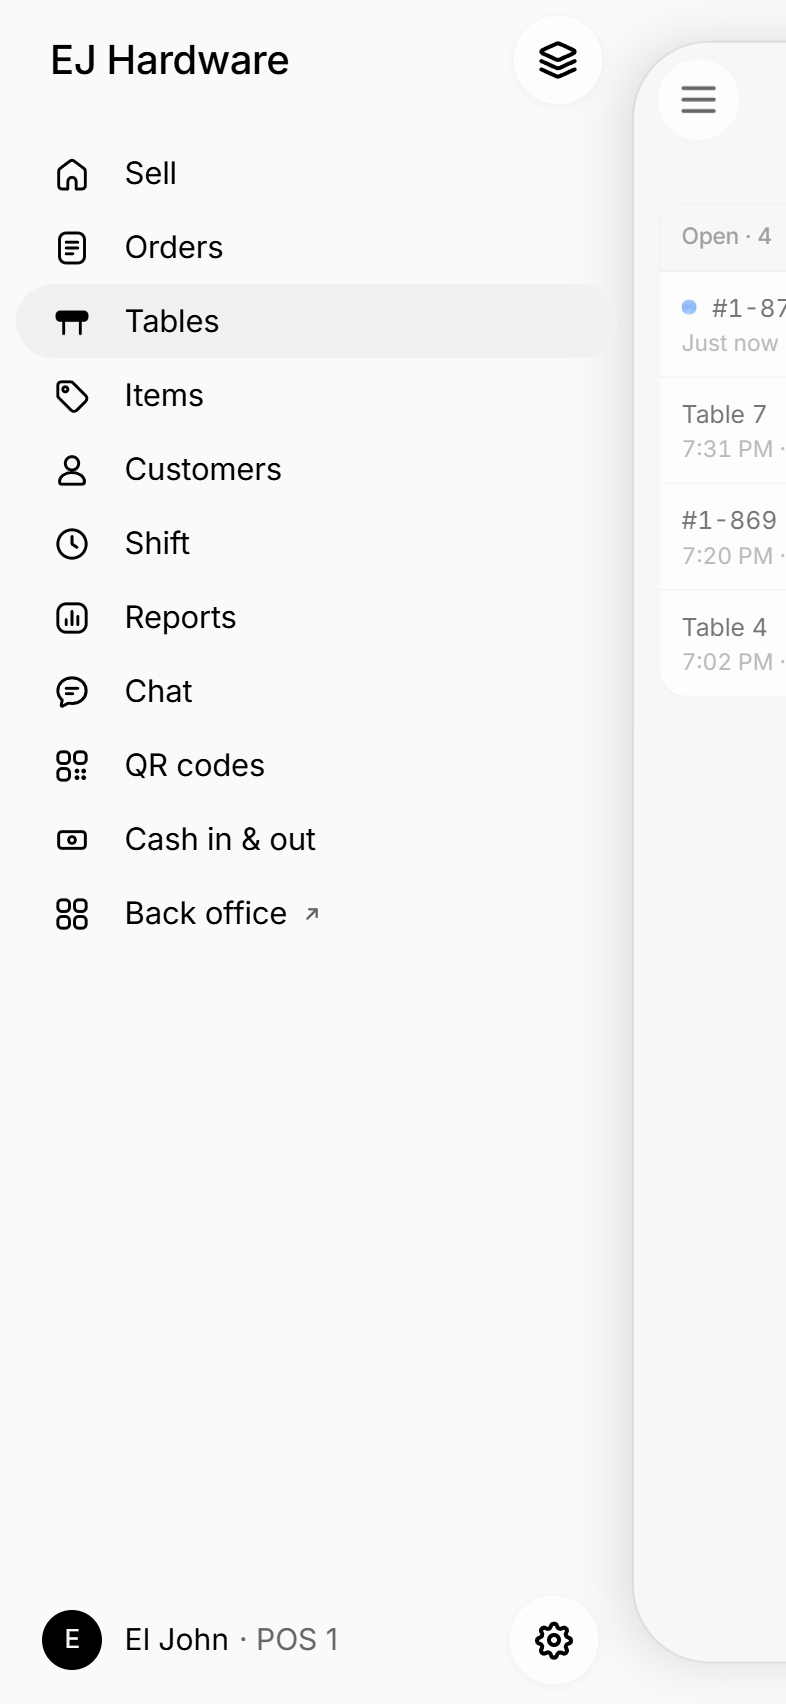 EJ Hardware
Sell
Orders
Tables
Items
Customers
Shift
Reports
Chat
QR codes
Cash in & out
Back office
E
El John · POS 1
Open · 4
#1-87
Just now
Table 7
7:31 PM ·
#1-869
7:20 PM ·
Table 4
7:02 PM ·